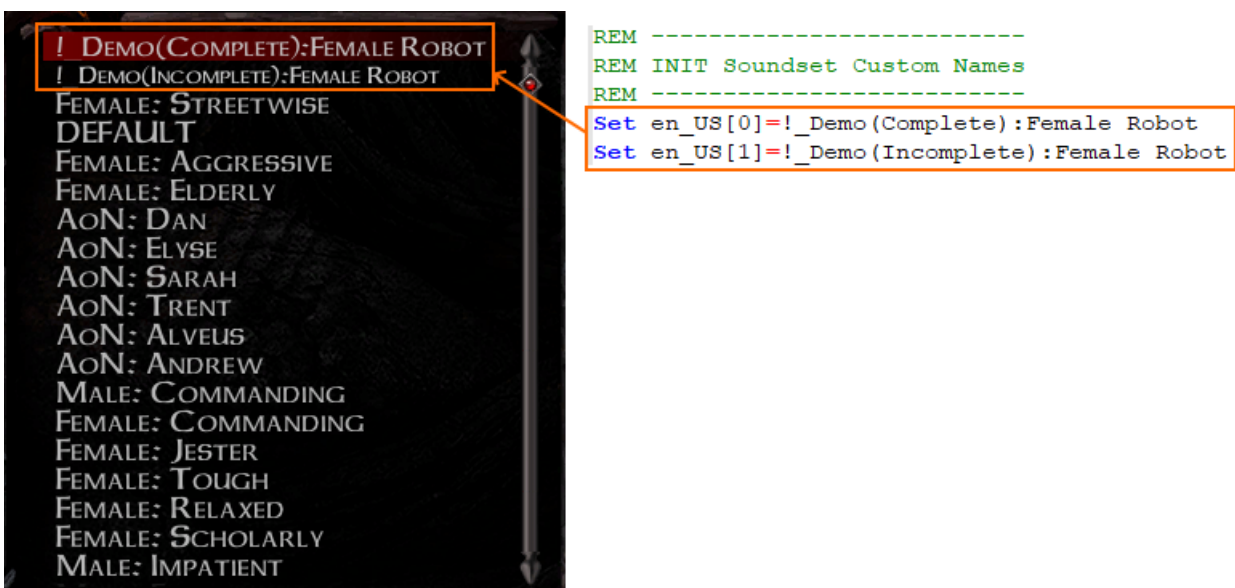 ! _Demo(Complete):Female Robot
! _Demo(Incomplete):Female Robot
Female: Streetwise
DEFAULT
Female: Aggressive
Female: Elderly
AoN: Dan
AoN: Elyse
AoN: Sarah
AoN: Trent
AoN: Alveus
AoN: Andrew
Male: Commanding
Female: Commanding
Female: Jester
Female: Tough
Female: Relaxed
Female: Scholarly
Male: Impatient
REM --------------------------
REM INIT Soundset Custom Names
REM --------------------------
Set en_US[0]=!_Demo(Complete):Female Robot
Set en_US[1]=!_Demo(Incomplete):Female Robot